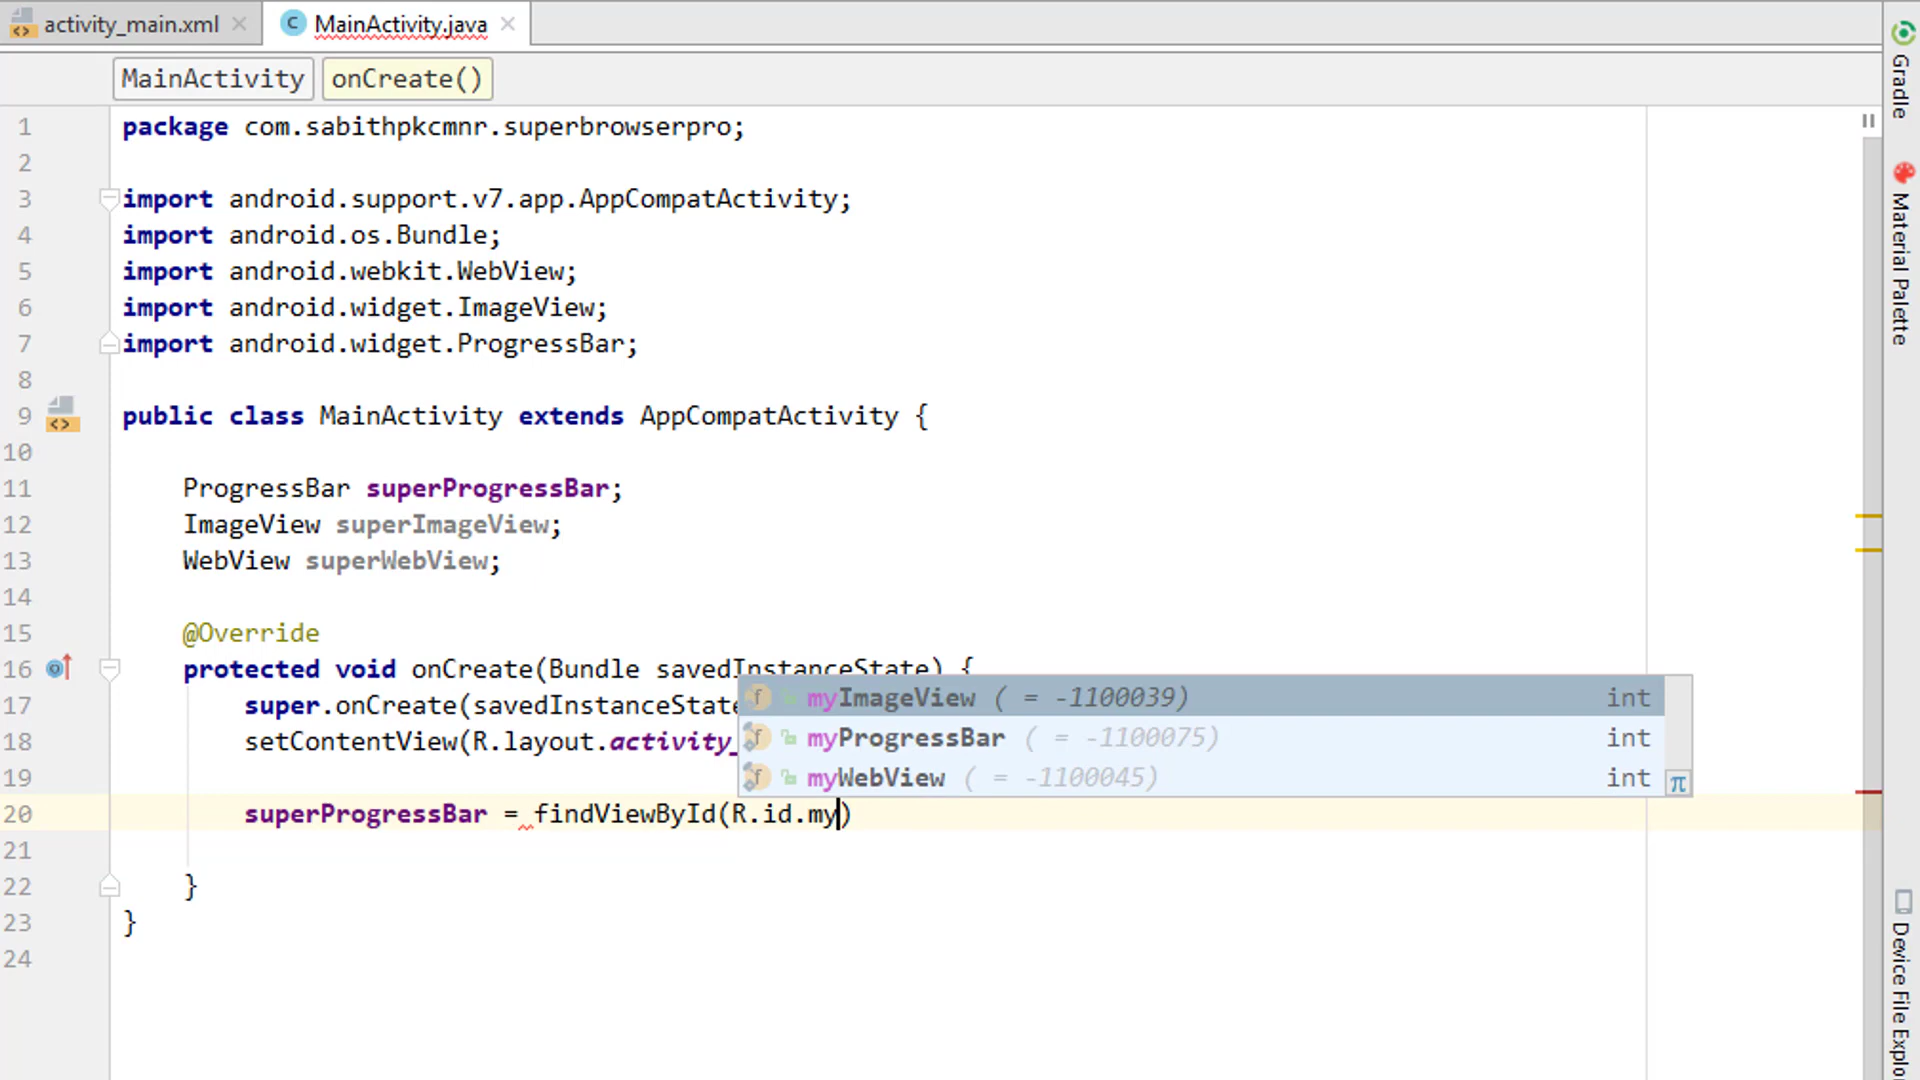 activity_main.xml
MainActivity.java
MainActivity
onCreate()
1 package com.sabithpkcmnr.superbrowserpro;
2
3 import android.support.v7.app.AppCompatActivity;
4 import android.os.Bundle;
5 import android.webkit.WebView;
6 import android.widget.ImageView;
7 import android.widget.ProgressBar;
8
9 public class MainActivity extends AppCompatActivity {
10
11 ProgressBar superProgressBar;
12 ImageView superImageView;
13 WebView superWebView;
14
15 @Override
16 protected void onCreate(Bundle savedInstanceState) {
17 super.onCreate(savedInstanceState
18 setContentView(R.layout.activity_
19
20 superProgressBar = findViewById(R.id.my)
21
22 }
23 }
24
myImageView ( = -1100039) int
myProgressBar ( = -1100075) int
myWebView ( = -1100045) int
π
Gradle
Material Palette
Device File Explo